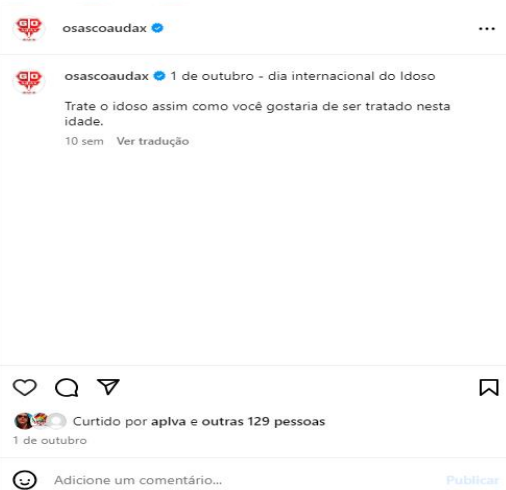 osascoaudax
osascoaudax 1 de outubro - dia internacional do Idoso
Trate o idoso assim como você gostaria de ser tratado nesta
idade.
10 sem Ver tradução
Curtido por aplva e outras 129 pessoas
1 de outubro
Adicione um comentário... Publicar